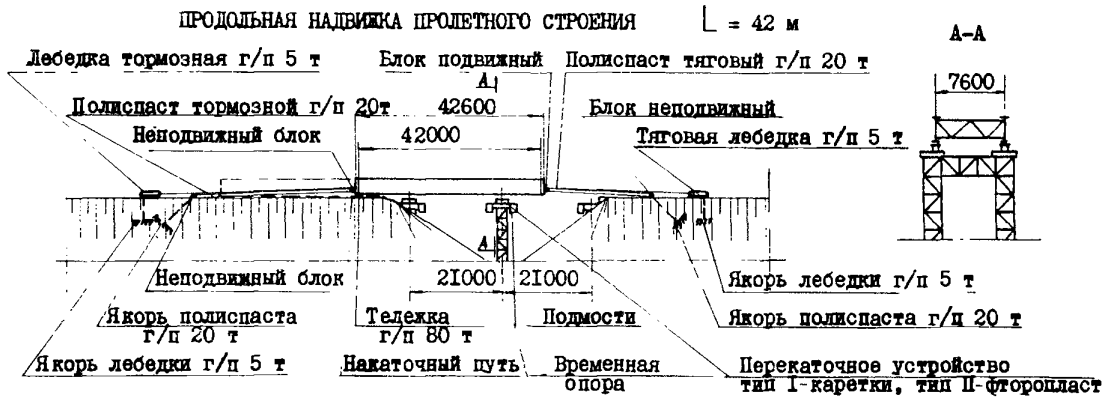 ПРОДОЛЬНАЯ НАДВИЖКА ПРОЛЕТНОГО СТРОЕНИЯ L = 42 м
А-А
Лебедка тормозная г/п 5 т
Блок подвижный
Полиспаст тяговый г/п 20 т
А
7600
Полиспаст тормозной г/п 20т
42600
Блок неподвижный
Неподвижный блок
42000
Тяговая лебедка г/п 5 т
А
Неподвижный блок
21000
21000
Якорь лебедки г/п 5 т
Якорь полиспаста
г/п 20 т
Тележка
г/п 80 т
Подмости
Якорь полиспаста г/п 20 т
Якорь лебедки г/п 5 т
Накаточный путь
Временная
опора
Перекаточное устройство
тип I-каретки, тип II-фторопласт